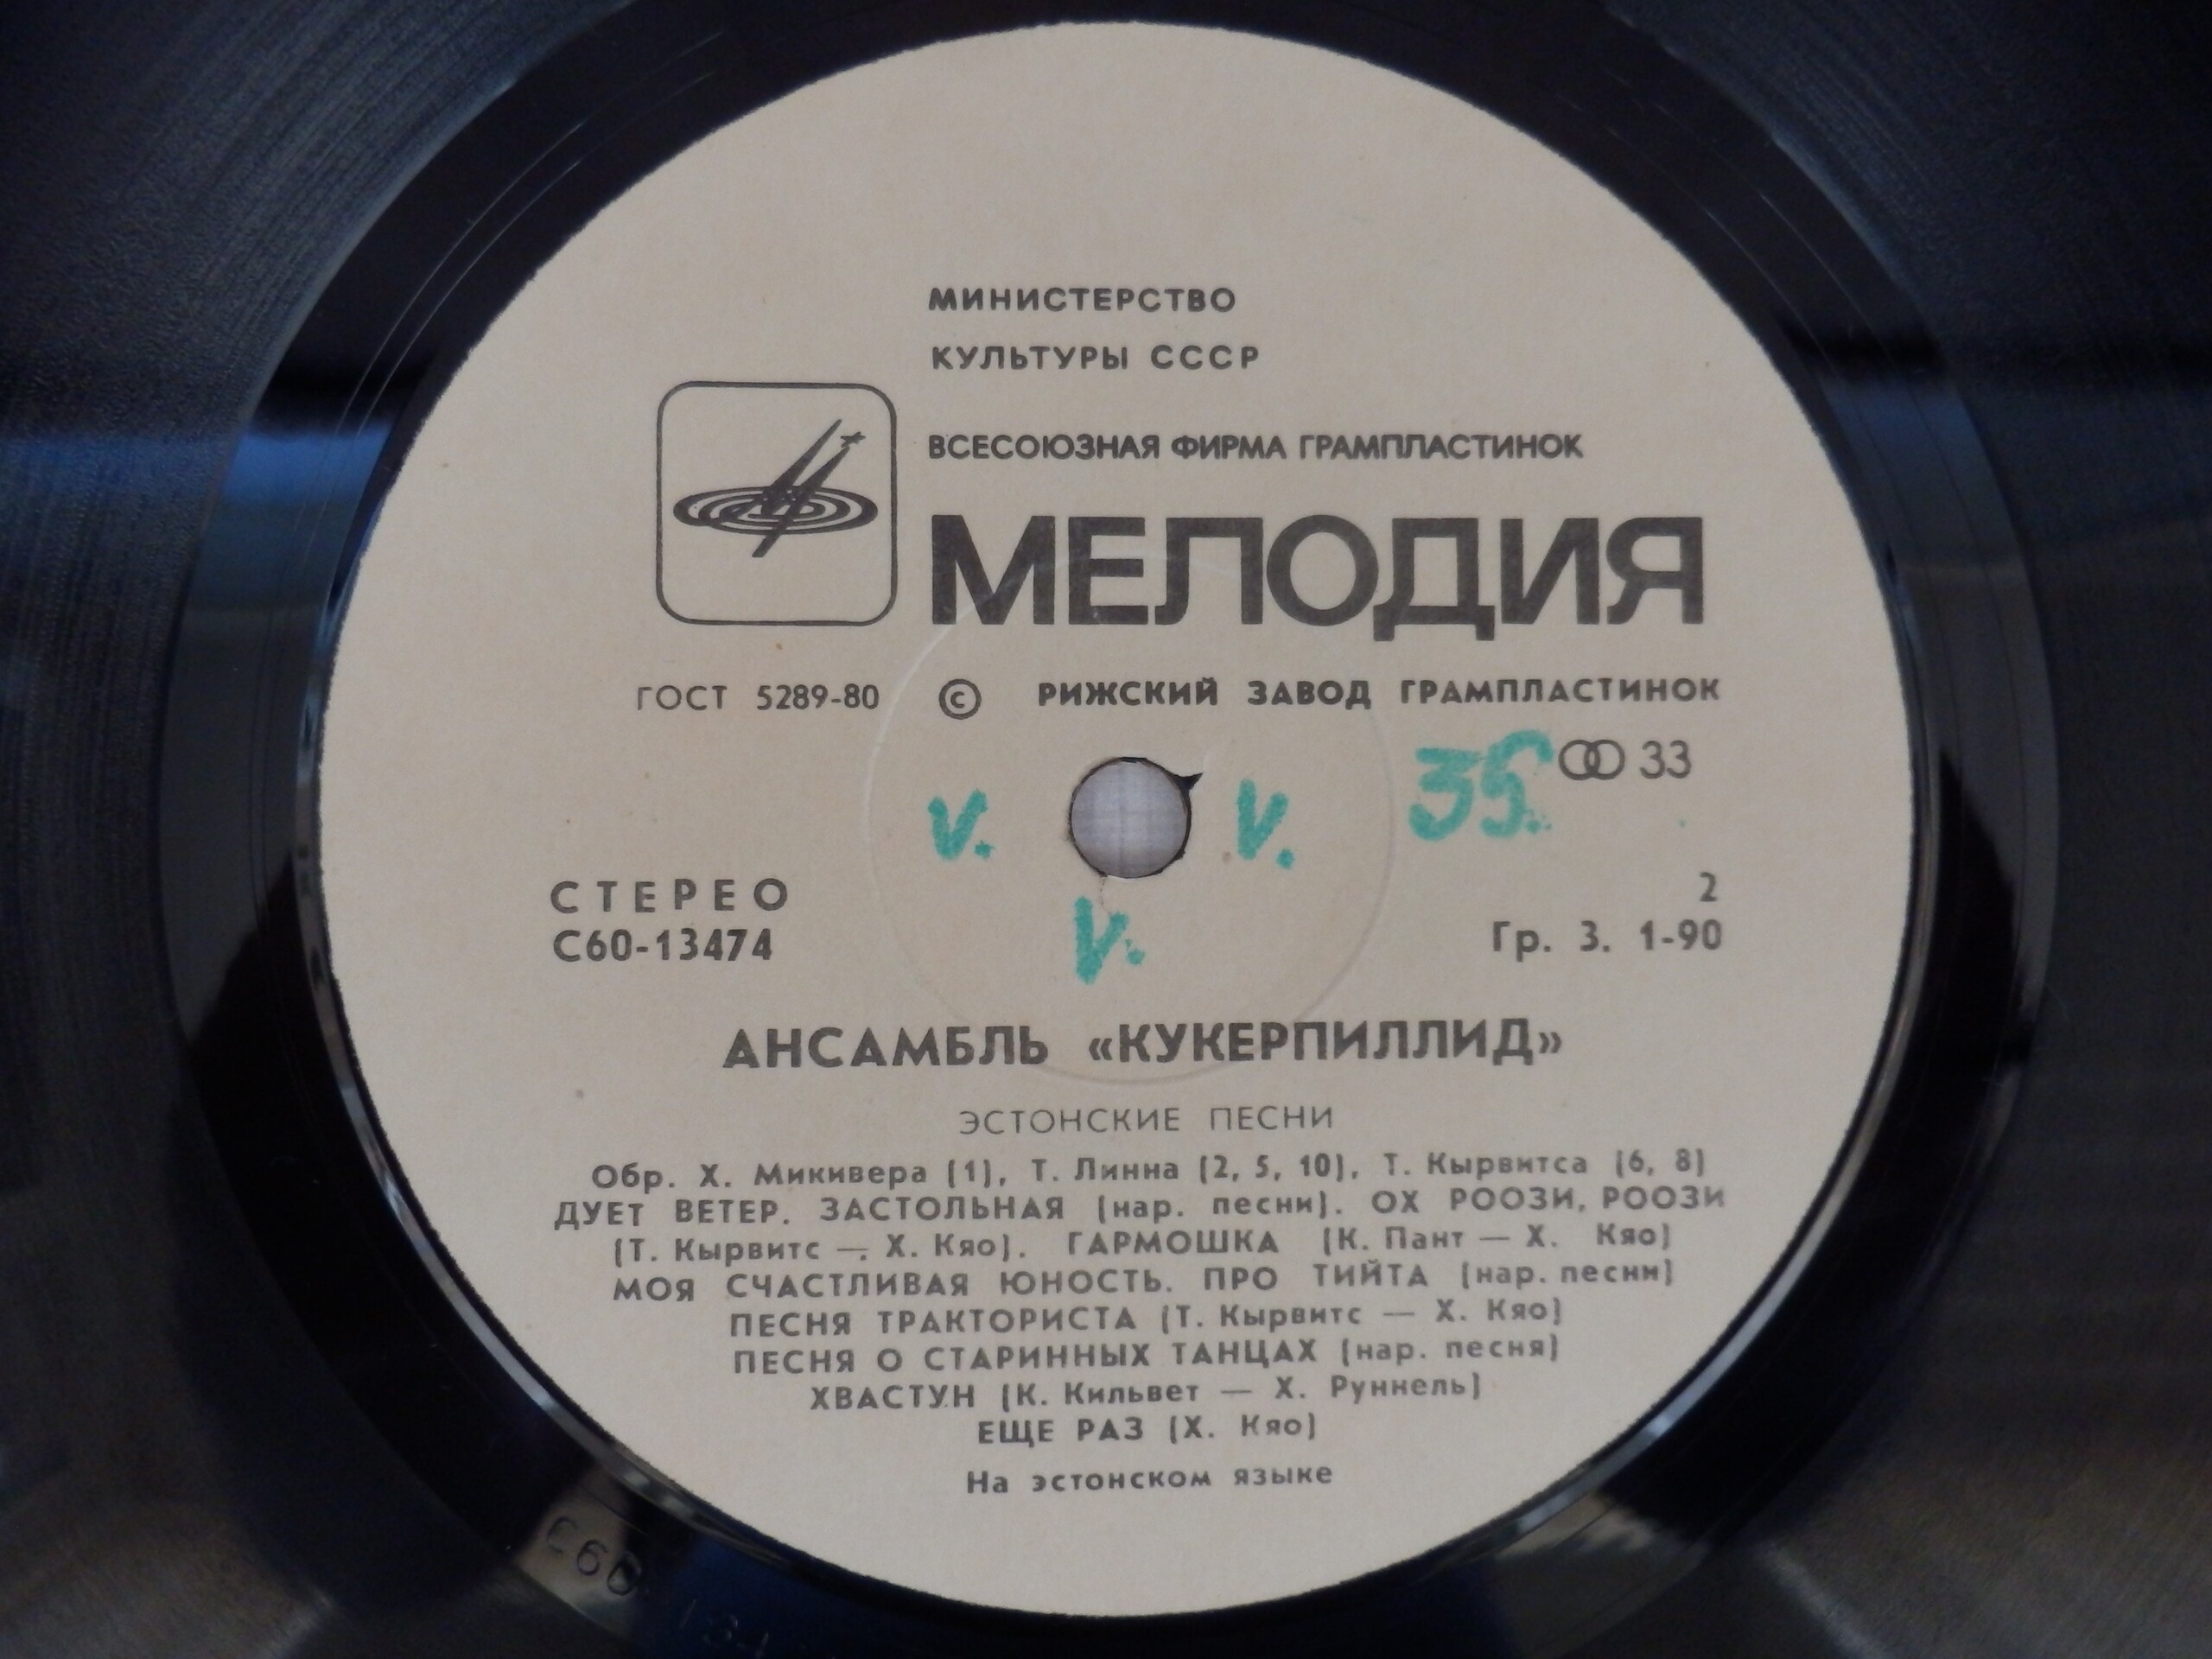 МИНИСТЕРСТВО
КУЛЬТУРЫ СССР
ВСЕСОЮЗНАЯ ФИРМА ГРАМПЛАСТИНОК
МЕЛОДИЯ
ГОСТ 5289-80 © РИЖСКИЙ ЗАВОД ГРАМПЛАСТИНОК
35. 33
V. V.
V.
СТЕРЕО 2
С60-13474 Гр. 3. 1-90
АНСАМБЛЬ «КУКЕРПИЛЛИД»
ЭСТОНСКИЕ ПЕСНИ
Обр. Х. Микивера (1), Т. Линна (2, 5, 10), Т. Кырвитса (6, 8)
ДУЕТ ВЕТЕР. ЗАСТОЛЬНАЯ (нар. песни). ОХ РООЗИ, РООЗИ
(Т. Кырвитс — Х. Кяо). ГАРМОШКА (К. Пант — Х. Кяо)
МОЯ СЧАСТЛИВАЯ ЮНОСТЬ. ПРО ТИЙТА (нар. песни)
ПЕСНЯ ТРАКТОРИСТА (Т. Кырвитс — Х. Кяо)
ПЕСНЯ О СТАРИННЫХ ТАНЦАХ (нар. песня)
ХВАСТУН (К. Кильвет — Х. Руннель)
ЕЩЕ РАЗ (Х. Кяо)
На эстонском языке
С60